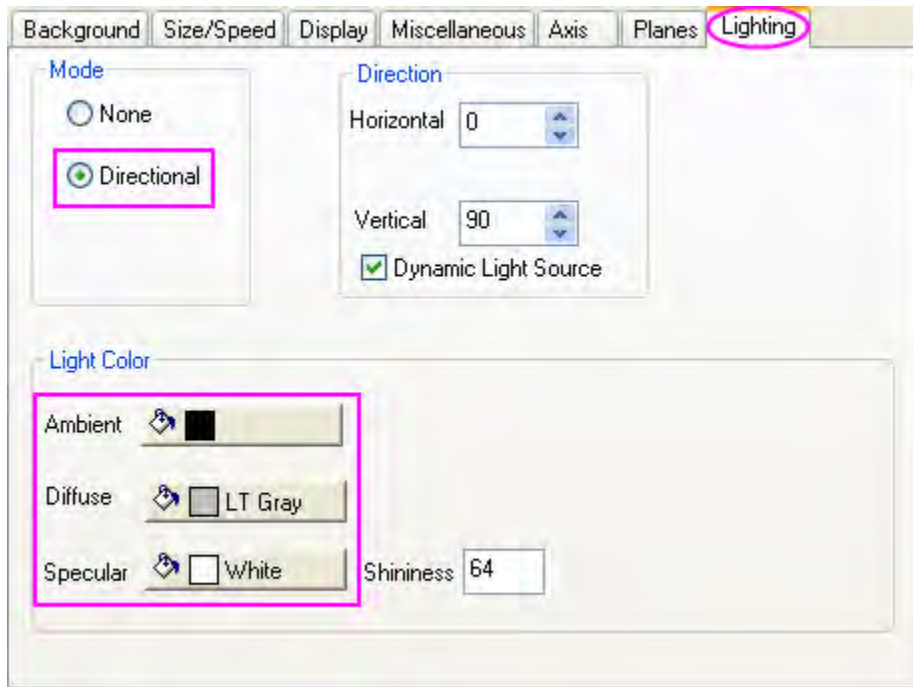 Background Size/Speed Display Miscellaneous Axis Planes Lighting
Mode
None
Directional
Direction
Horizontal 0
Vertical 90
Dynamic Light Source
Light Color
Ambient
Diffuse LT Gray
Specular White Shininess 64